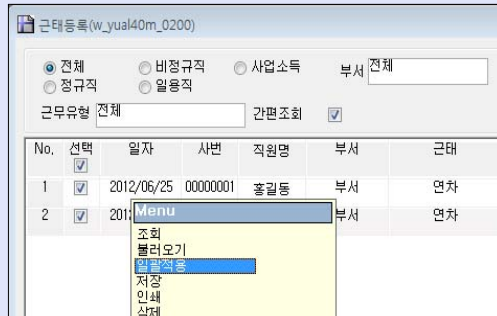 근태등록(w_yual40m_0200)
전체 비정규직 사업소득 부서 전체
정규직 일용직
근무유형 전체 간편조회
No, 선택 일자 사번 직원명 부서 근태
1 2012/06/25 00000001 홍길동 부서 연차
2 201 Menu 부서 연차
조회
불러오기
일괄적용
저장
인쇄
삭제